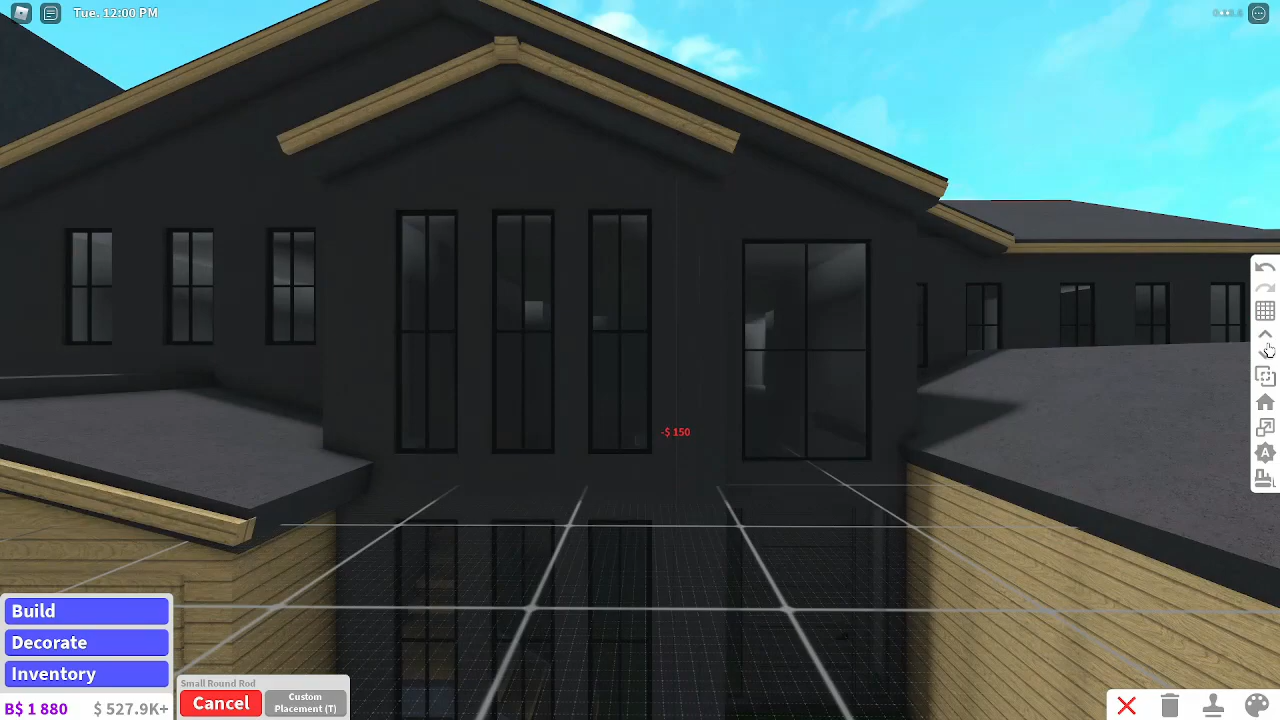 Tue. 12:00 PM
-$ 150
A
Build
Decorate
Inventory
B$ 1 880
$ 527.9K+
Small Round Rod
Cancel
Custom
Placement (T)